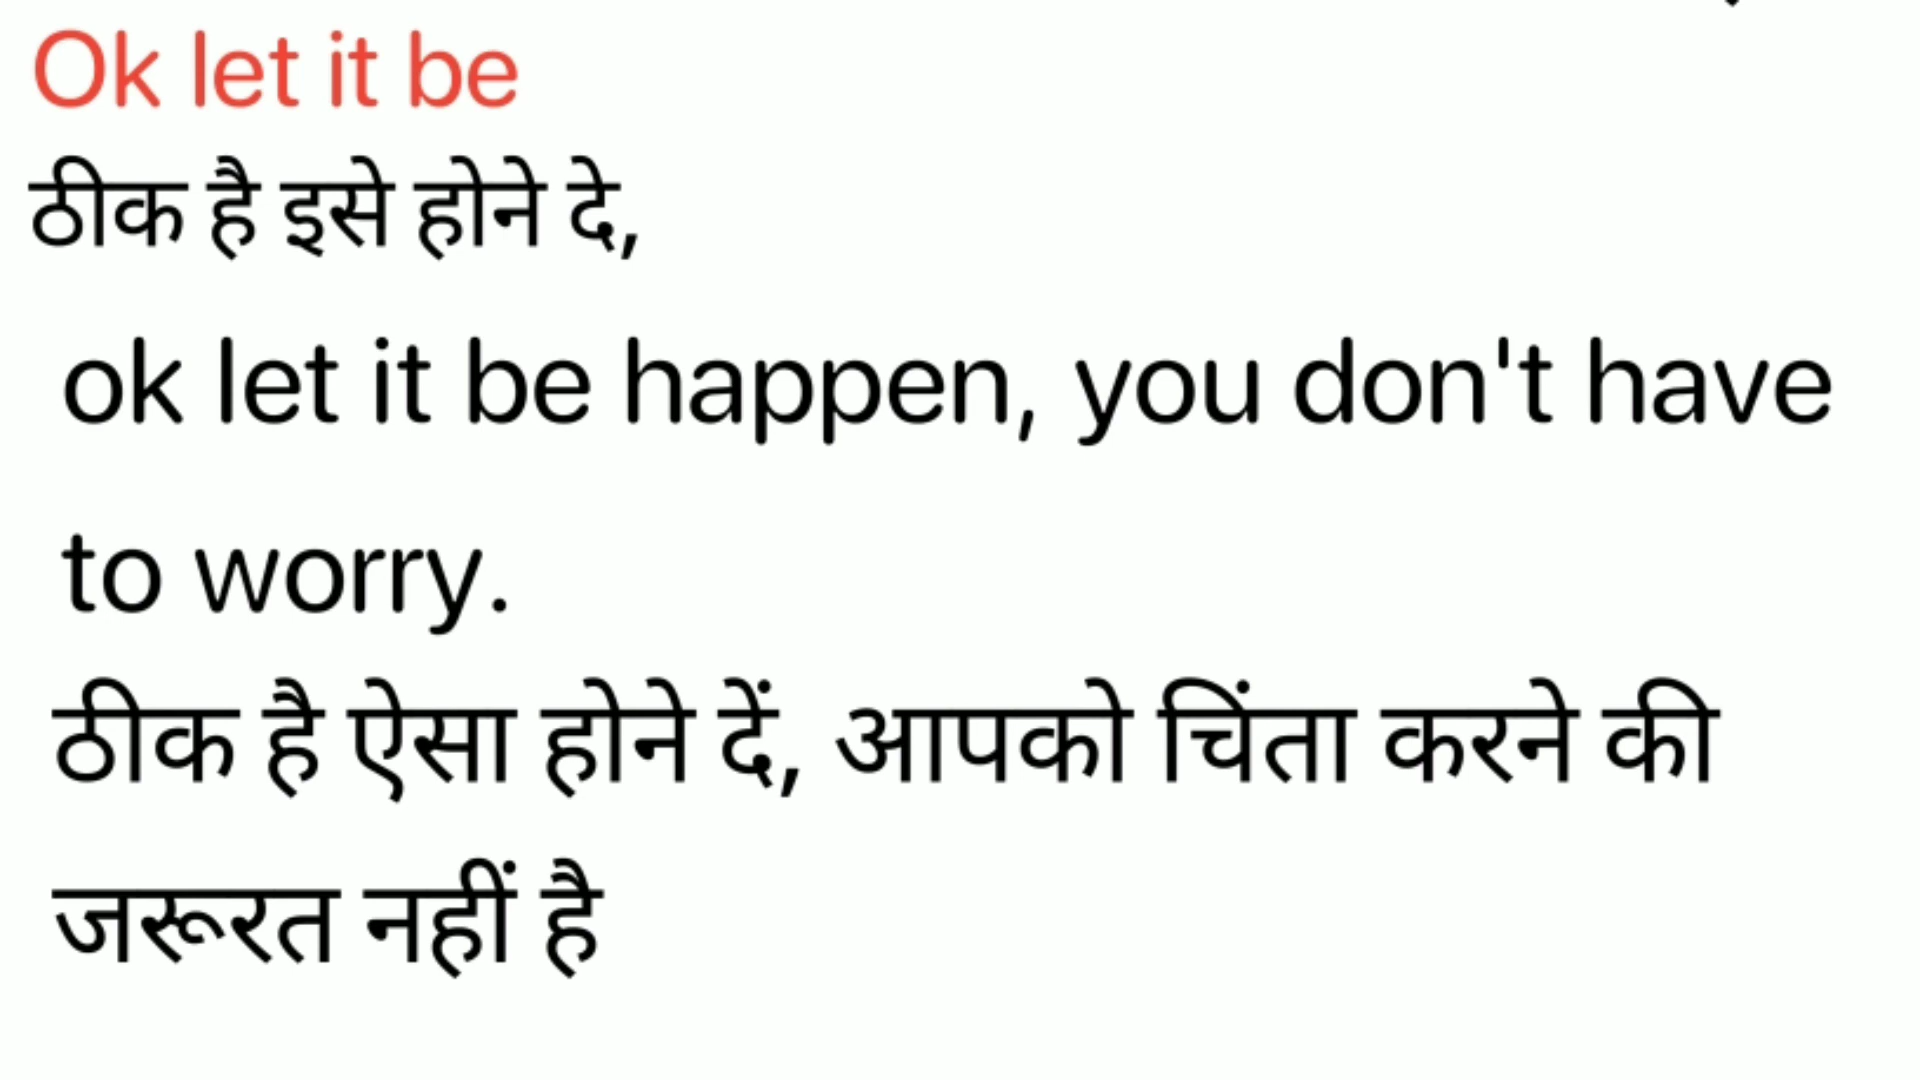 Ok let it be
ठीक है इसे होने दे,
ok let it be happen, you don't have
to worry.
ठीक है ऐसा होने दें, आपको चिंता करने की
जरूरत नहीं है